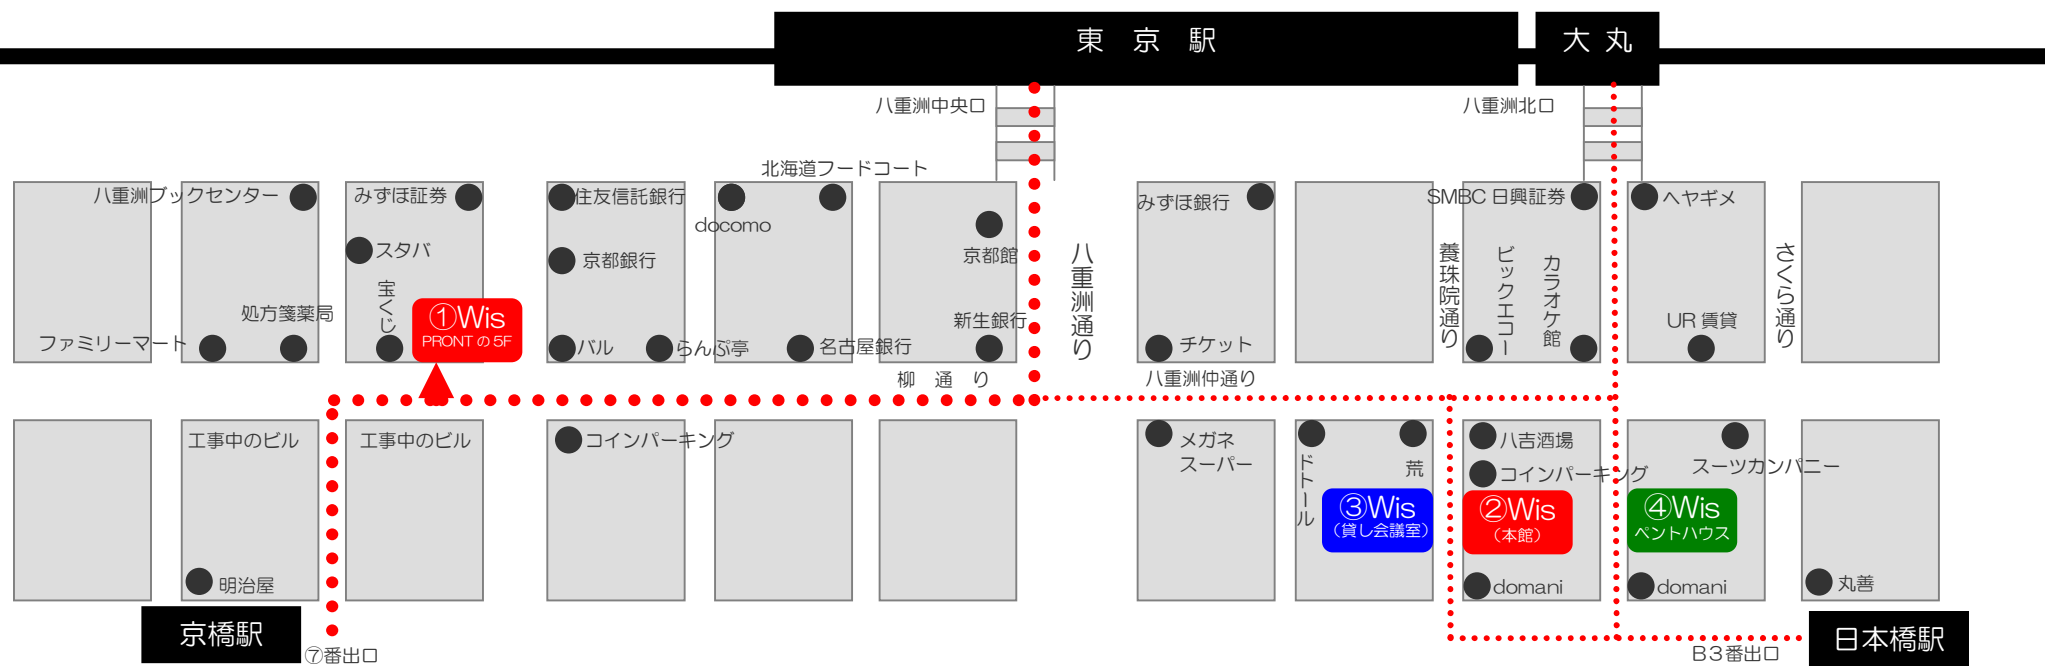 東京駅
大丸
八重洲中央口
八重洲北口
北海道フードコート
八重洲ブックセンター
みずほ証券
住友信託銀行
docomo
みずほ銀行
SMBC 日興証券
ヘヤギメ
スタバ
京都銀行
京都館
八重洲通り
養珠院通り
ビックエコー
カラオケ館
さくら通り
宝くじ
処方箋薬局
ファミリーマート
①Wis
PRONT の 5F
バル
らんぷ亭
名古屋銀行
新生銀行
チケット
UR 賃貸
柳通り
八重洲仲通り
工事中のビル
工事中のビル
コインパーキング
メガネ
スーパー
ドトール
荒
八吉酒場
コインパーキング
スーツカンパニー
③Wis
（貸し会議室）
②Wis
（本館）
④Wis
ペントハウス
明治屋
domani
domani
丸善
京橋駅
⑦番出口
B3番出口
日本橋駅